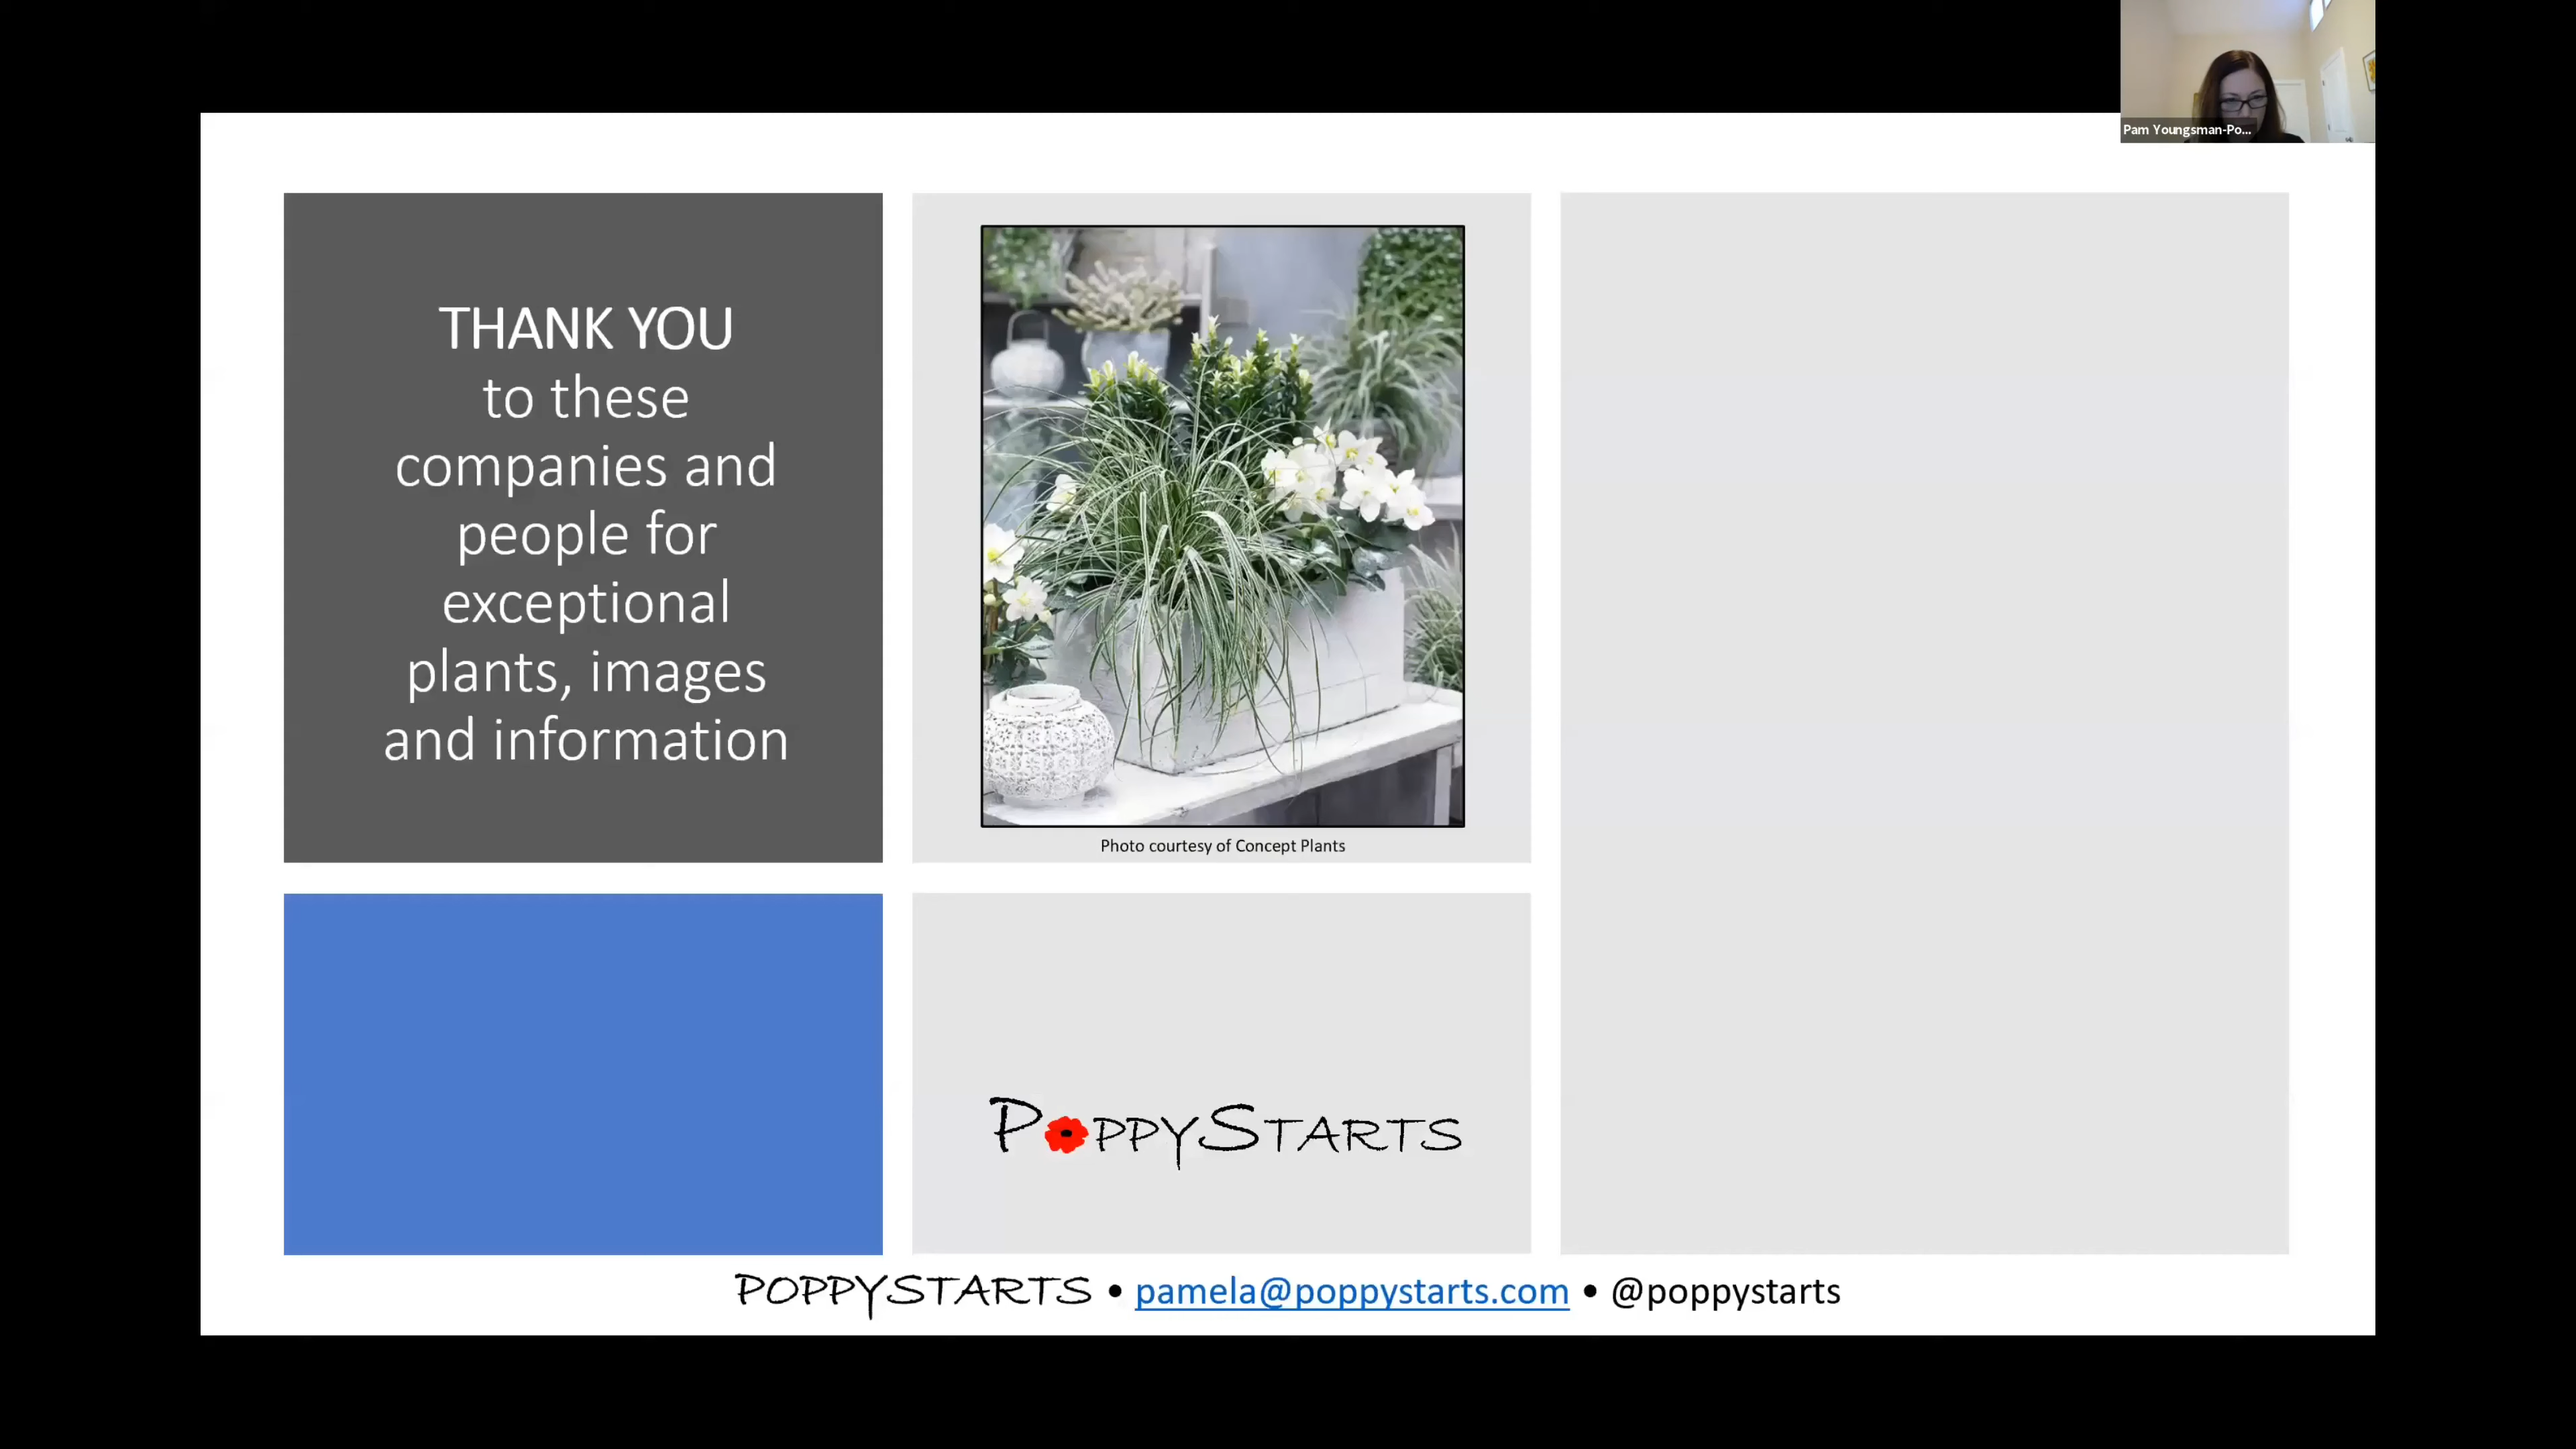 Pam Youngsman-Po...
THANK YOU
to these
companies and
people for
exceptional
plants, images
and information
Photo courtesy of Concept Plants
POPPYSTARTS
POPPYSTARTS • pamela@poppystarts.com • @poppystarts